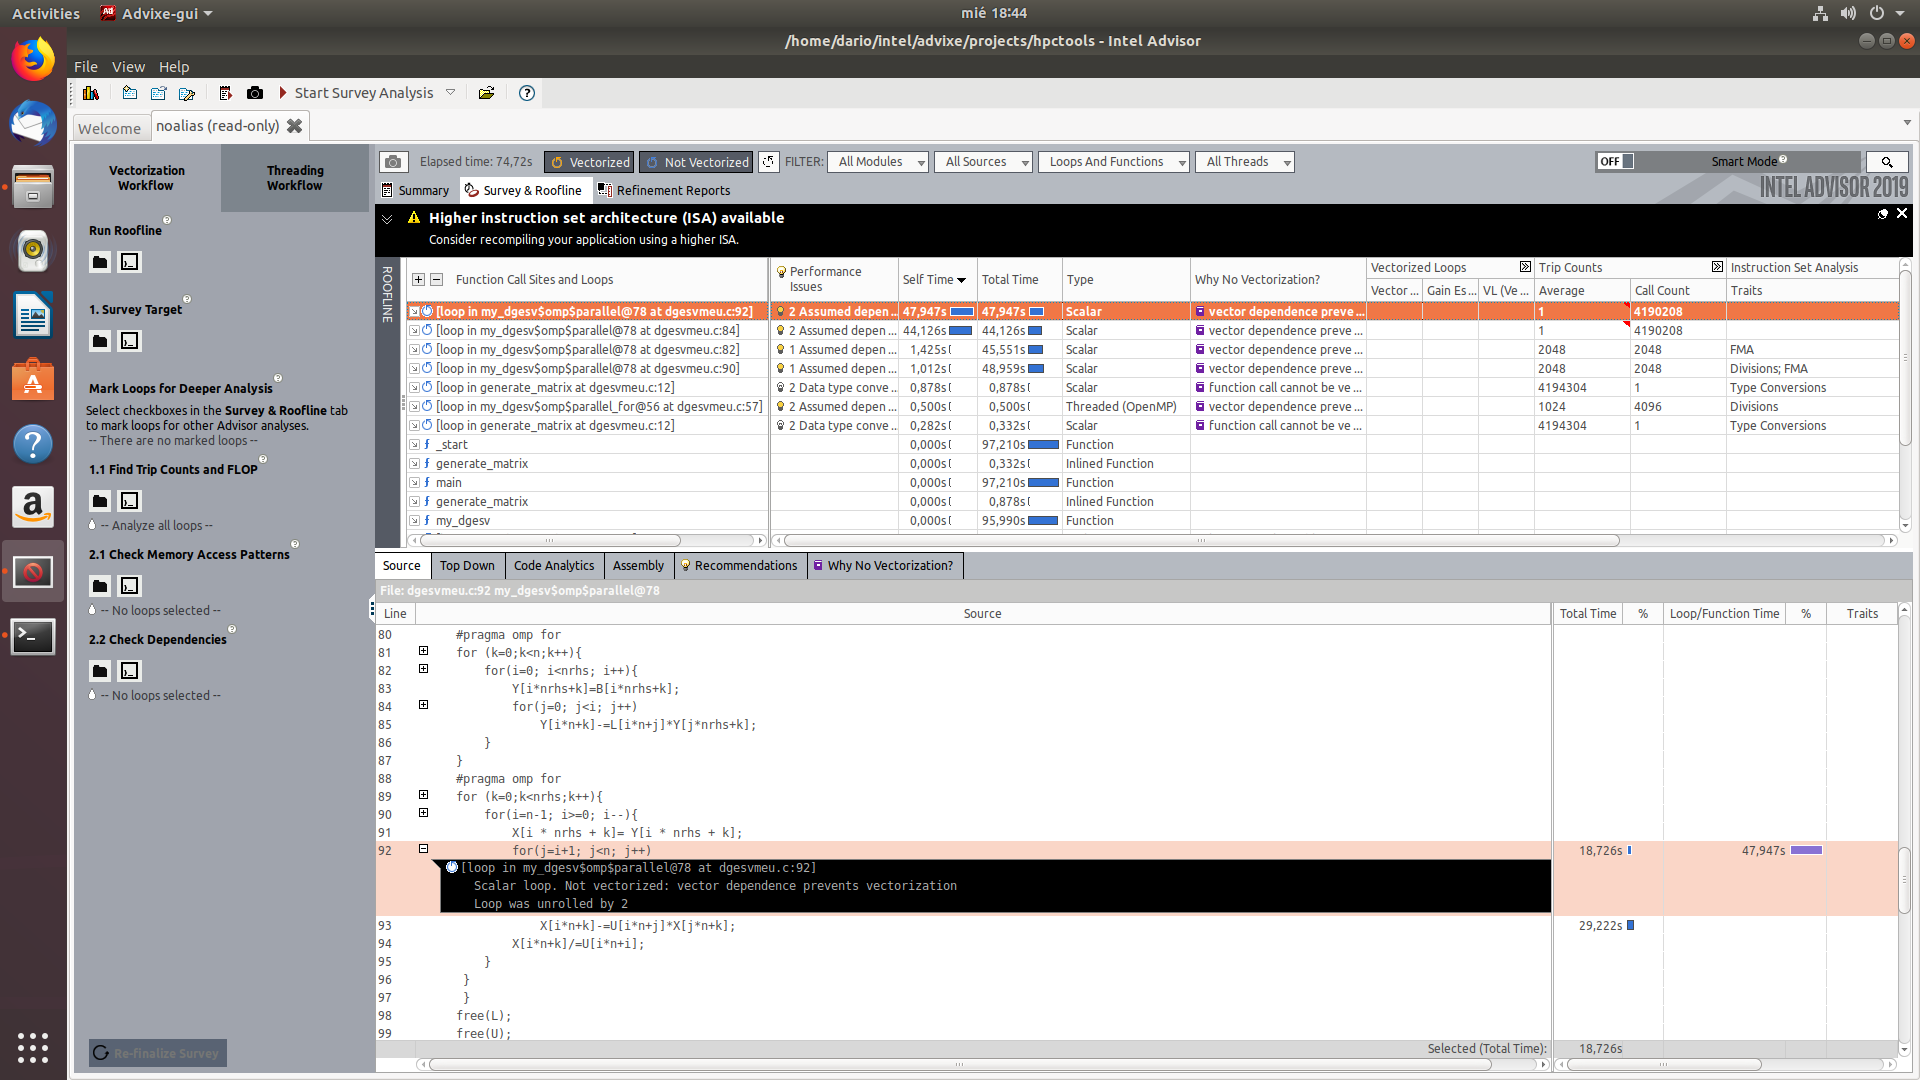 Activities Advixe-gui mié 18:44
/home/dario/intel/advixe/projects/hpctools - Intel Advisor
File View Help
Start Survey Analysis
Welcome noalias (read-only)
Vectorization Workflow
Threading Workflow
Run Roofline
1. Survey Target
Mark Loops for Deeper Analysis
Select checkboxes in the Survey & Roofline tab
to mark loops for other Advisor analyses.
-- There are no marked loops --
1.1 Find Trip Counts and FLOP
-- Analyze all loops --
2.1 Check Memory Access Patterns
-- No loops selected --
2.2 Check Dependencies
-- No loops selected --
Re-finalize Survey
Elapsed time: 74,72s Vectorized Not Vectorized FILTER: All Modules All Sources Loops And Functions All Threads OFF Smart Mode
Summary Survey & Roofline Refinement Reports INTEL ADVISOR 2019
Higher instruction set architecture (ISA) available
Consider recompiling your application using a higher ISA.
ROOFLINE
Function Call Sites and Loops Performance Issues Self Time Total Time Type Why No Vectorization? Vectorized Loops Trip Counts Instruction Set Analysis
Vector ... Gain Es... VL (Ve ... Average Call Count Traits
[loop in my_dgesv$omp$parallel@78 at dgesvmeu.c:92] 2 Assumed depen ... 47,947s 47,947s Scalar vector dependence preve ... 1 4190208
[loop in my_dgesv$omp$parallel@78 at dgesvmeu.c:84] 2 Assumed depen ... 44,126s 44,126s Scalar vector dependence preve ... 1 4190208
[loop in my_dgesv$omp$parallel@78 at dgesvmeu.c:82] 1 Assumed depen ... 1,425s 45,551s Scalar vector dependence preve ... 2048 2048 FMA
[loop in my_dgesv$omp$parallel@78 at dgesvmeu.c:90] 1 Assumed depen ... 1,012s 48,959s Scalar vector dependence preve ... 2048 2048 Divisions; FMA
[loop in generate_matrix at dgesvmeu.c:12] 2 Data type conve ... 0,878s 0,878s Scalar function call cannot be ve ... 4194304 1 Type Conversions
[loop in my_dgesv$omp$parallel_for@56 at dgesvmeu.c:57] 2 Assumed depen ... 0,500s 0,500s Threaded (OpenMP) vector dependence preve ... 1024 4096 Divisions
[loop in generate_matrix at dgesvmeu.c:12] 2 Data type conve ... 0,282s 0,332s Scalar function call cannot be ve ... 4194304 1 Type Conversions
_start 0,000s 97,210s Function
generate_matrix 0,000s 0,332s Inlined Function
main 0,000s 97,210s Function
generate_matrix 0,000s 0,878s Inlined Function
my_dgesv 0,000s 95,990s Function
Source Top Down Code Analytics Assembly Recommendations Why No Vectorization?
File: dgesvmeu.c:92 my_dgesv$omp$parallel@78
Line Source Total Time % Loop/Function Time % Traits
80 #pragma omp for
81 for (k=0;k<n;k++){
82 for(i=0; i<nrhs; i++){
83 Y[i*nrhs+k]=B[i*nrhs+k];
84 for(j=0; j<i; j++)
85 Y[i*n+k]-=L[i*n+j]*Y[j*nrhs+k];
86 }
87 }
88 #pragma omp for
89 for (k=0;k<nrhs;k++){
90 for(i=n-1; i>=0; i--){
91 X[i * nrhs + k]= Y[i * nrhs + k];
92 for(j=i+1; j<n; j++) 18,726s 47,947s
[loop in my_dgesv$omp$parallel@78 at dgesvmeu.c:92]
Scalar loop. Not vectorized: vector dependence prevents vectorization
Loop was unrolled by 2
93 X[i*n+k]-=U[i*n+j]*X[j*n+k]; 29,222s
94 X[i*n+k]/=U[i*n+i];
95 }
96 }
97 }
98 free(L);
99 free(U);
Selected (Total Time): 18,726s